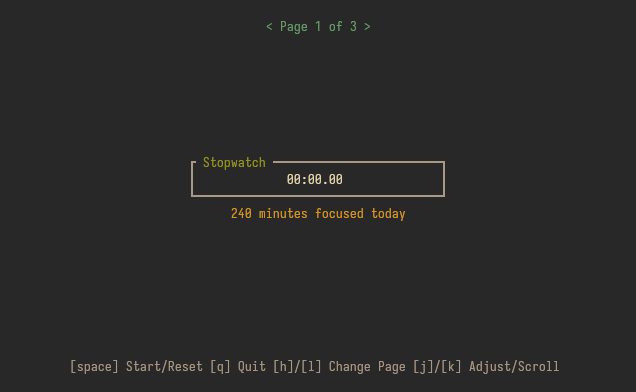 < Page 1 of 3 >
Stopwatch
00:00.00
240 minutes focused today
[space] Start/Reset [q] Quit [h]/[l] Change Page [j]/[k] Adjust/Scroll